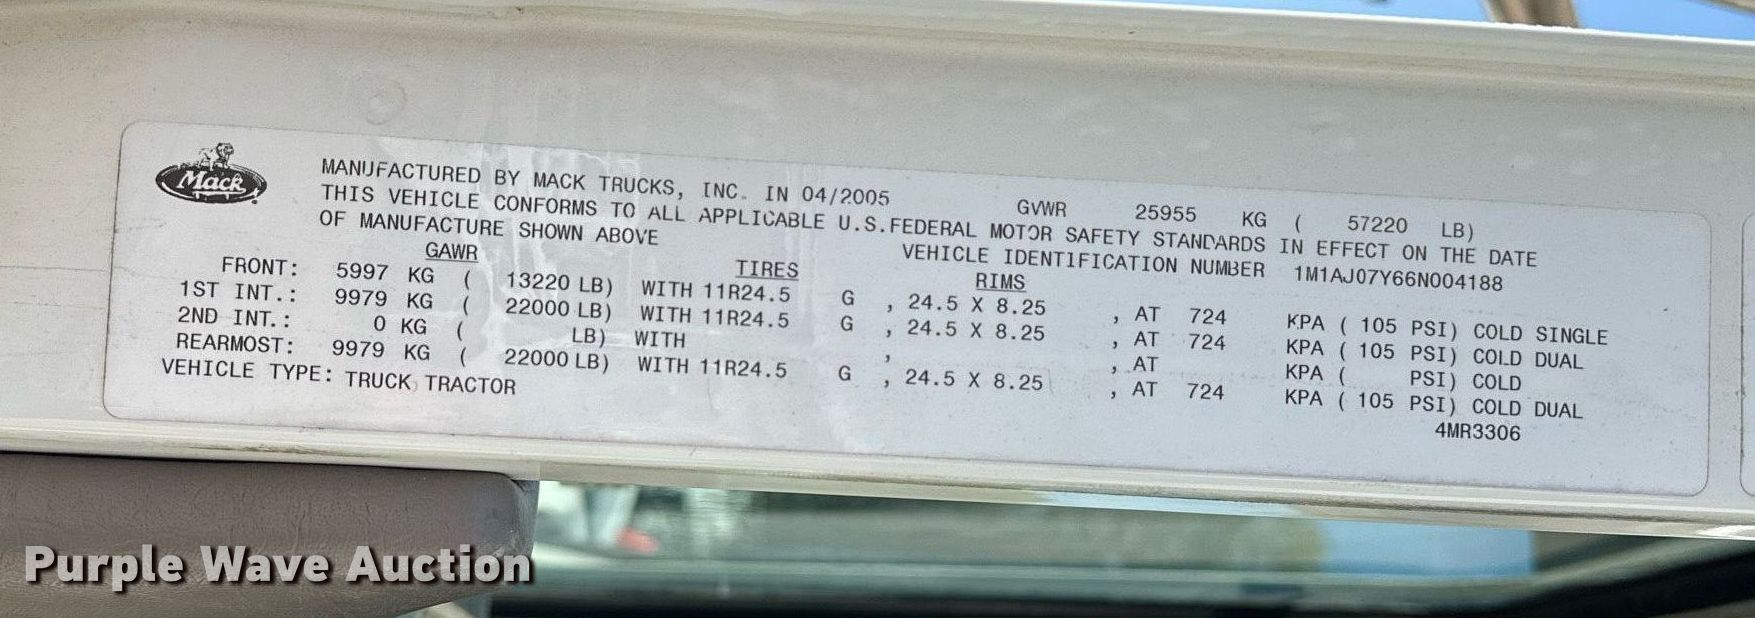 Mack
MANUFACTURED BY MACK TRUCKS, INC. IN 04/2005 GVWR 25955 KG ( 57220 LB)
THIS VEHICLE CONFORMS TO ALL APPLICABLE U.S.FEDERAL MOTOR SAFETY STANDARDS IN EFFECT ON THE DATE
OF MANUFACTURE SHOWN ABOVE VEHICLE IDENTIFICATION NUMBER 1M1AJ07Y66N004188
GAWR TIRES RIMS
FRONT: 5997 KG ( 13220 LB) WITH 11R24.5 G , 24.5 X 8.25 , AT 724 KPA ( 105 PSI) COLD SINGLE
1ST INT.: 9979 KG ( 22000 LB) WITH 11R24.5 G , 24.5 X 8.25 , AT 724 KPA ( 105 PSI) COLD DUAL
2ND INT.: 0 KG ( LB) WITH , , AT KPA ( PSI) COLD
REARMOST: 9979 KG ( 22000 LB) WITH 11R24.5 G , 24.5 X 8.25 , AT 724 KPA ( 105 PSI) COLD DUAL
VEHICLE TYPE: TRUCK TRACTOR 4MR3306
Purple Wave Auction